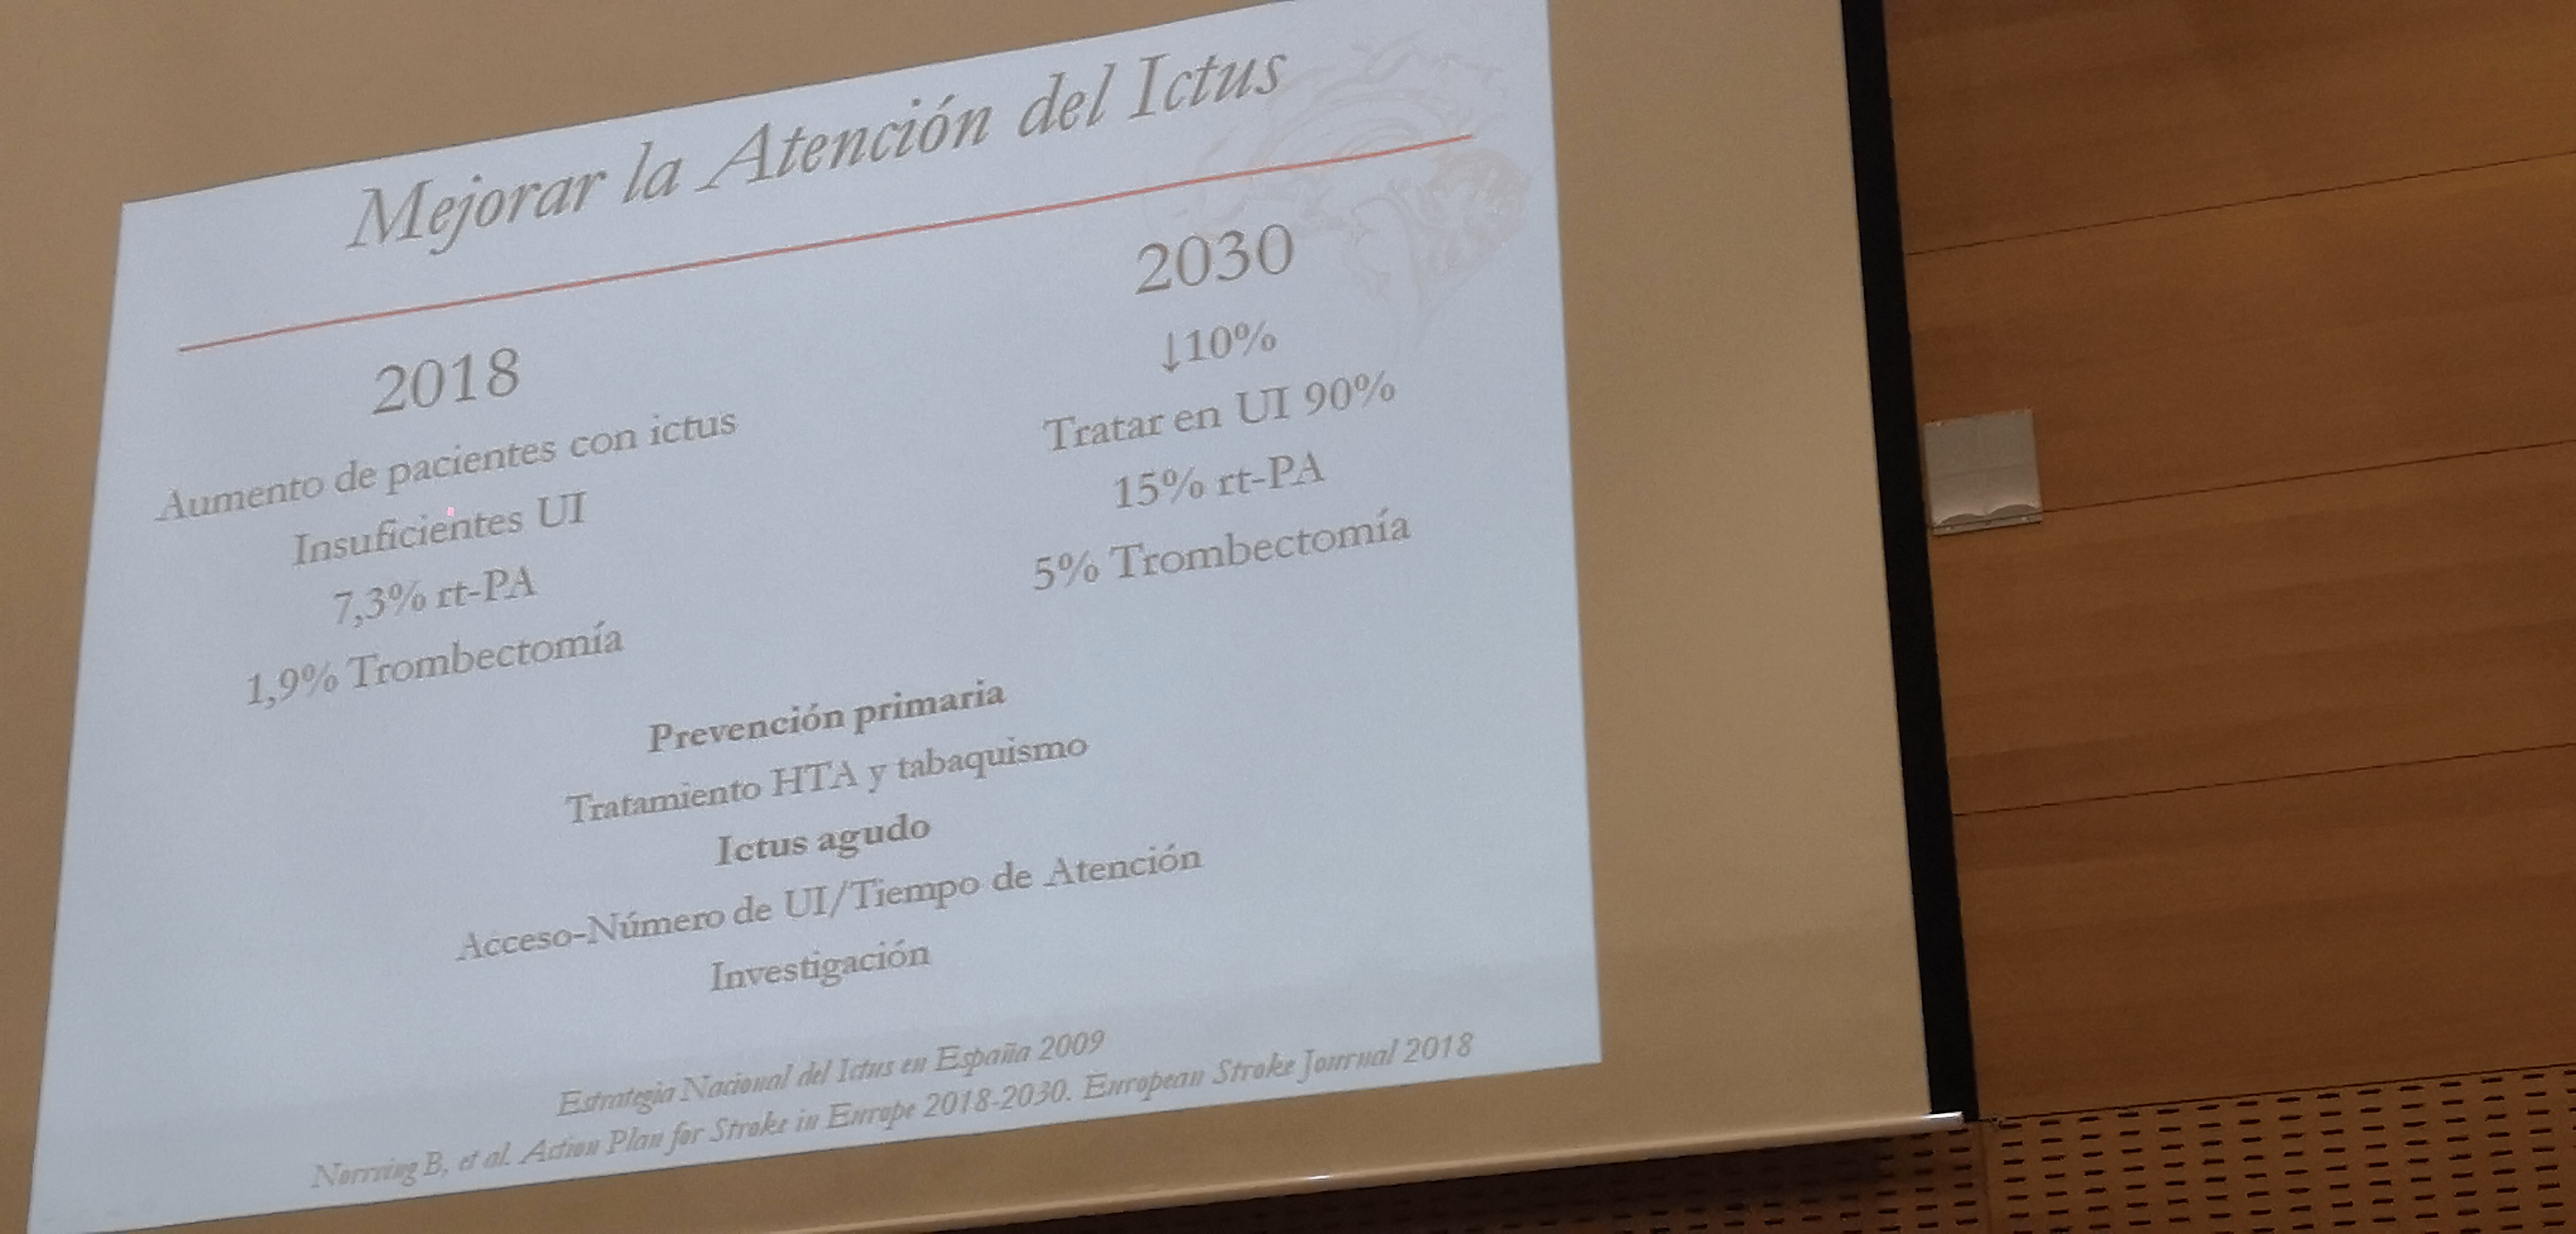 Mejorar la Atención del Ictus
2018
Aumento de pacientes con ictus
Insuficientes UI
7,3% rt-PA
1,9% Trombectomía
2030
↓10%
Tratar en UI 90%
15% rt-PA
5% Trombectomía
Prevención primaria
Tratamiento HTA y tabaquismo
Ictus agudo
Acceso-Número de UI/Tiempo de Atención
Investigación
Estrategia Nacional del Ictus en España 2009
Norrving B, et al. Action Plan for Stroke in Europe 2018-2030. European Stroke Journal 2018